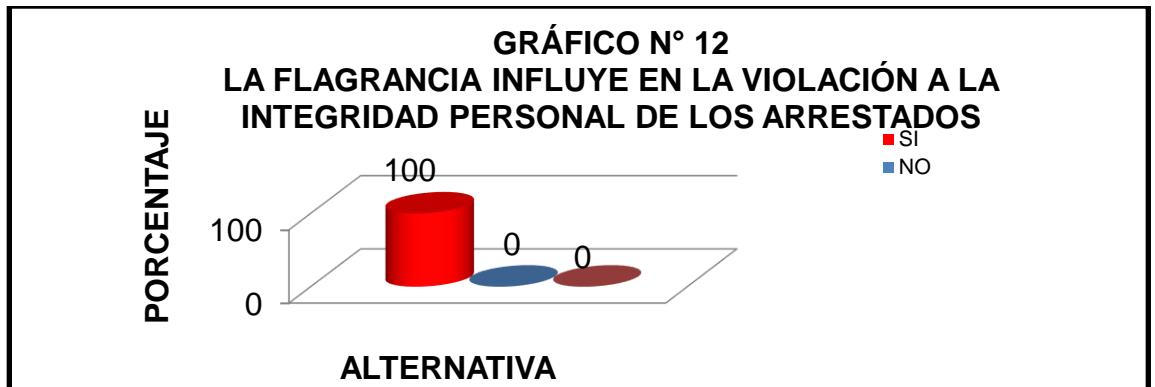 GRÁFICO N° 12
LA FLAGRANCIA INFLUYE EN LA VIOLACIÓN A LA
INTEGRIDAD PERSONAL DE LOS ARRESTADOS
PORCENTAJE
SI
NO
100
100
0
0
0
ALTERNATIVA